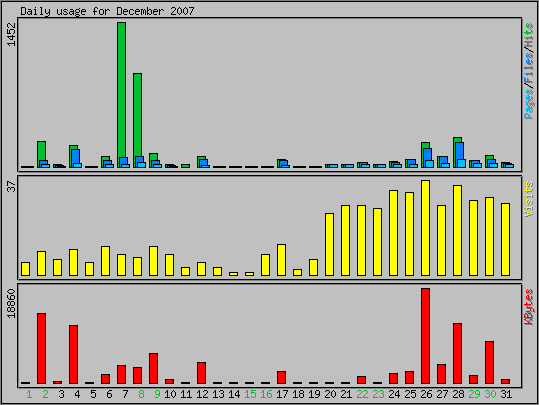 Daily usage for December 2007
1452
Pages/Files/Hits
37
Visits
18860
KBytes
1 2 3 4 5 6 7 8 9 10 11 12 13 14 15 16 17 18 19 20 21 22 23 24 25 26 27 28 29 30 31